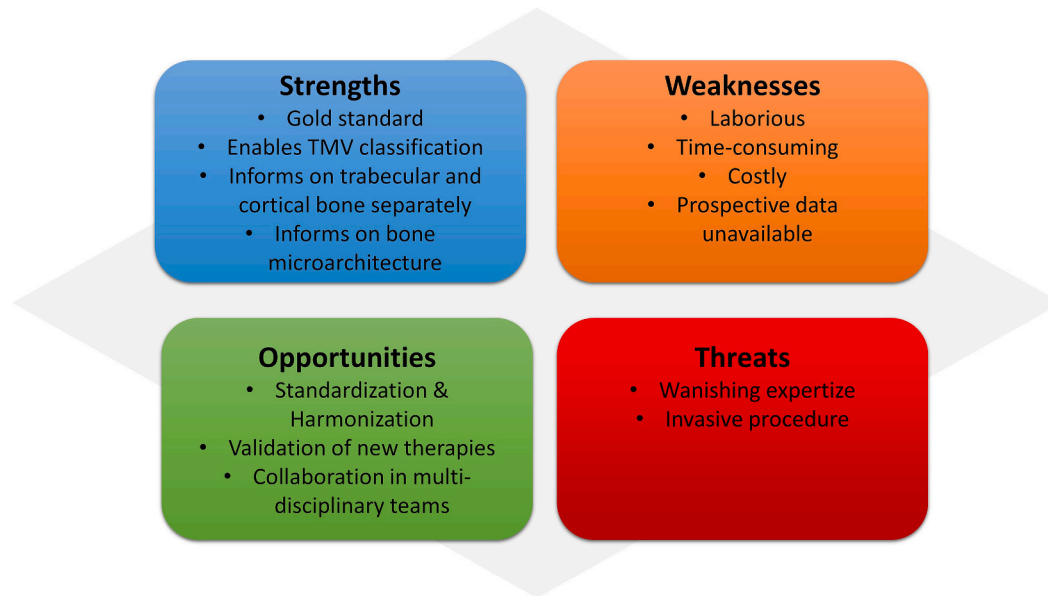 Strengths
• Gold standard
• Enables TMV classification
• Informs on trabecular and
cortical bone separately
• Informs on bone
microarchitecture
Weaknesses
• Laborious
• Time-consuming
• Costly
• Prospective data
unavailable
Opportunities
• Standardization &
Harmonization
• Validation of new therapies
• Collaboration in multi-
disciplinary teams
Threats
• Wanishing expertize
• Invasive procedure